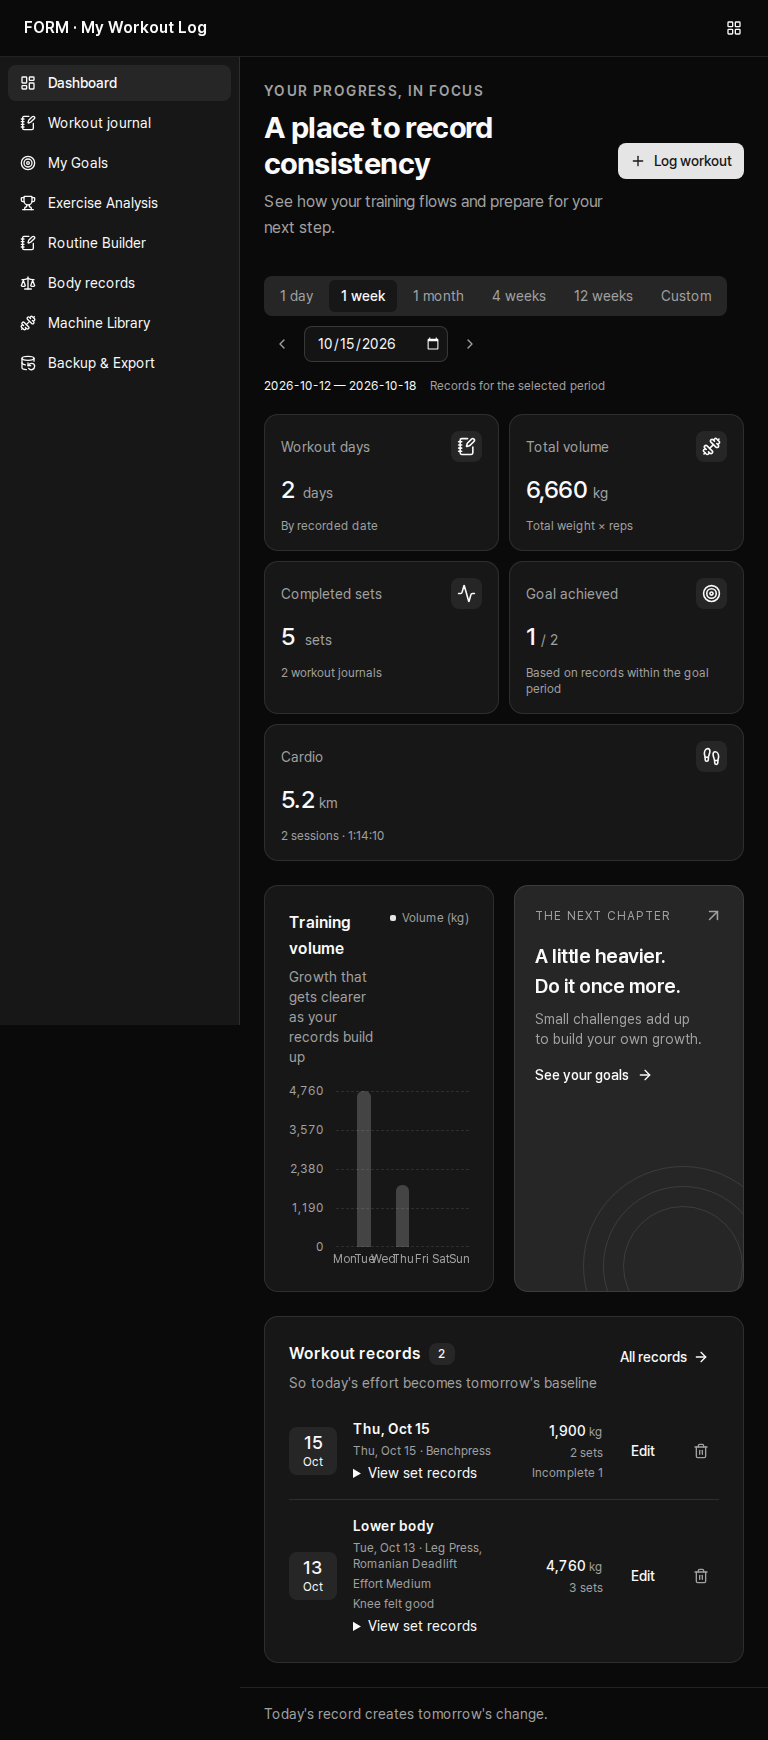 FORM · My Workout Log
Dashboard
Workout journal
My Goals
Exercise Analysis
Routine Builder
Body records
Machine Library
Backup & Export
YOUR PROGRESS, IN FOCUS
A place to record
consistency
Log workout
See how your training flows and prepare for your
next step.
1 day 1 week 1 month 4 weeks 12 weeks Custom
10/15/2026
2026-10-12 — 2026-10-18 Records for the selected period
Workout days
2 days
By recorded date
Total volume
6,660 kg
Total weight × reps
Completed sets
5 sets
2 workout journals
Goal achieved
1 / 2
Based on records within the goal
period
Cardio
5.2 km
2 sessions · 1:14:10
Training
volume
Volume (kg)
Growth that
gets clearer
as your
records build
up
4,760
3,570
2,380
1,190
0
Mon Tue Wed Thu Fri Sat Sun
THE NEXT CHAPTER
A little heavier.
Do it once more.
Small challenges add up
to build your own growth.
See your goals
Workout records 2
All records
So today's effort becomes tomorrow's baseline
15
Oct
Thu, Oct 15
Thu, Oct 15 · Benchpress
View set records
1,900 kg
2 sets
Incomplete 1
Edit
13
Oct
Lower body
Tue, Oct 13 · Leg Press,
Romanian Deadlift
Effort Medium
Knee felt good
View set records
4,760 kg
3 sets
Edit
Today's record creates tomorrow's change.